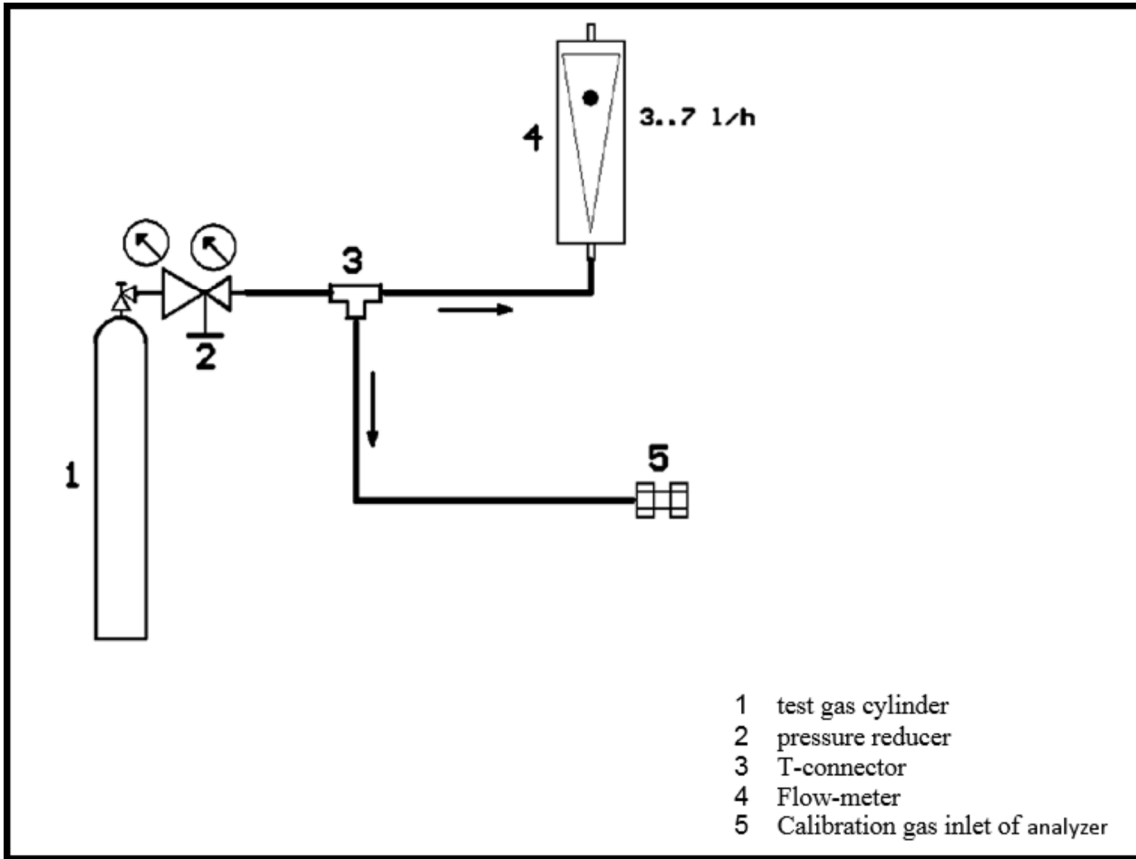 4
3..7 l/h
3
2
1
5
1 test gas cylinder
2 pressure reducer
3 T-connector
4 Flow-meter
5 Calibration gas inlet of analyzer